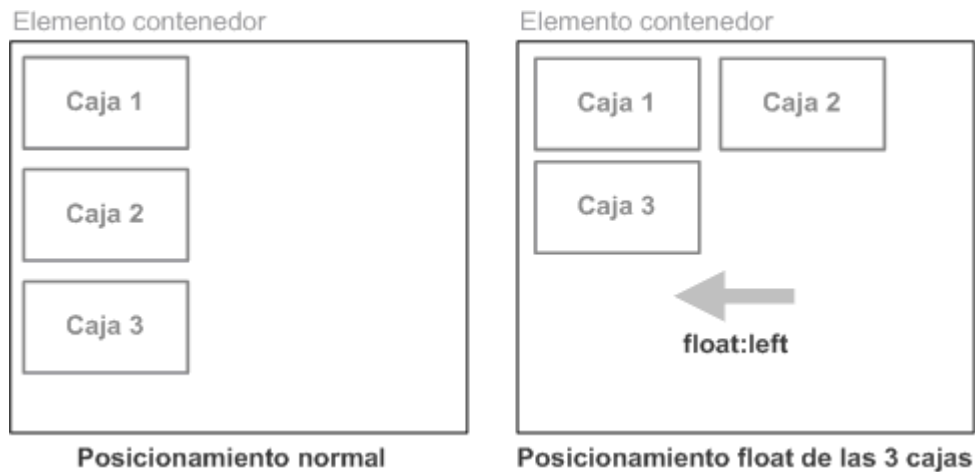 Elemento contenedor
Caja 1
Caja 2
Caja 3
Posicionamiento normal
Elemento contenedor
Caja 1 Caja 2
Caja 3
float:left
Posicionamiento float de las 3 cajas